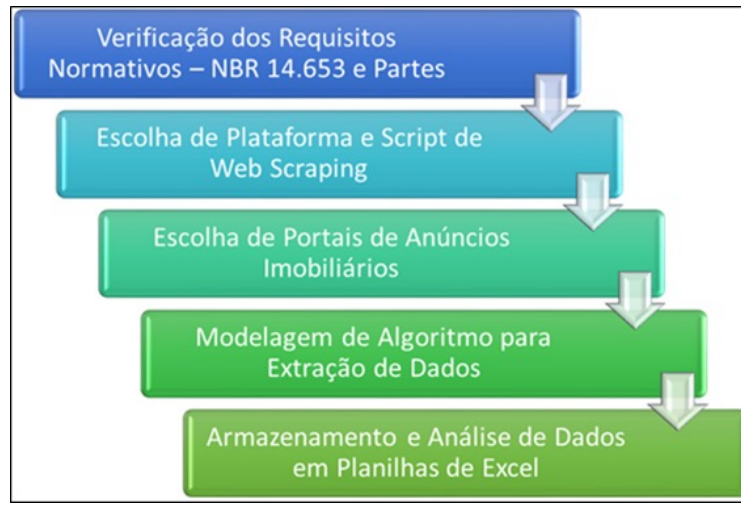 Verificação dos Requisitos
Normativos – NBR 14.653 e Partes
Escolha de Plataforma e Script de
Web Scraping
Escolha de Portais de Anúncios
Imobiliários
Modelagem de Algoritmo para
Extração de Dados
Armazenamento e Análise de Dados
em Planilhas de Excel